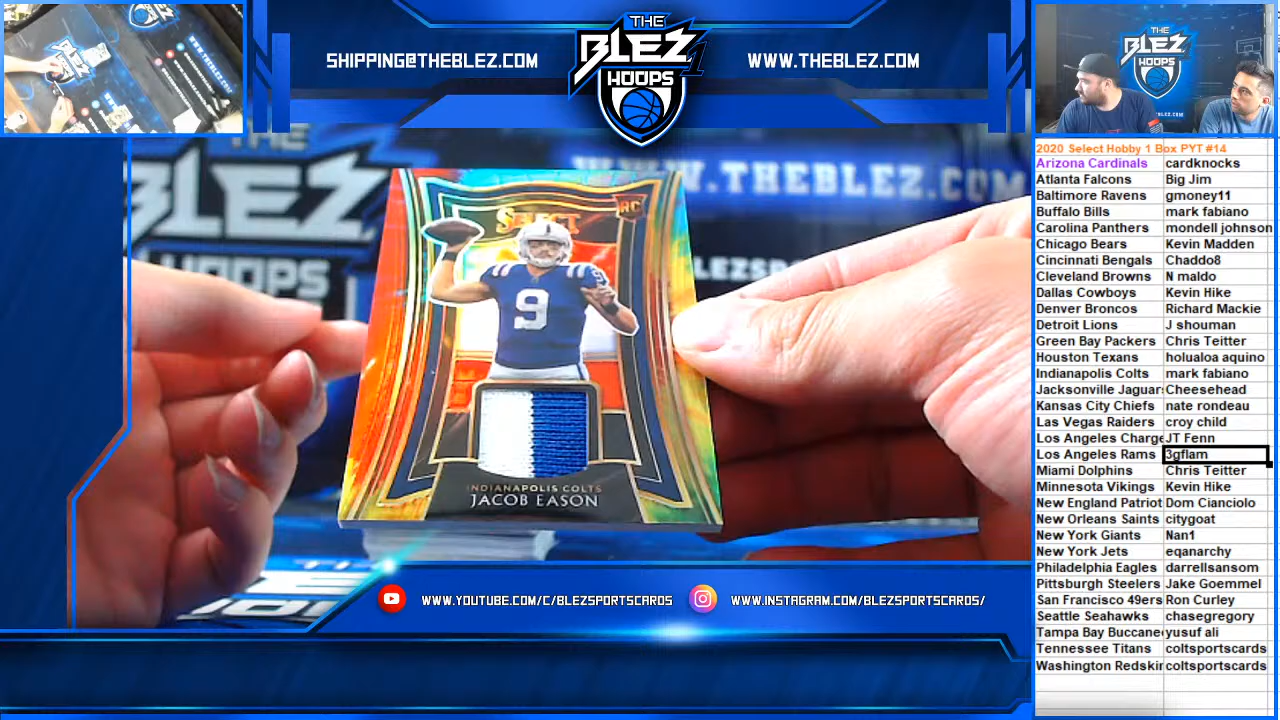 SHIPPING@THEBLEZ.COM
THE
BLEZ
HOOPS
WWW.THEBLEZ.COM
THE
BLEZ
THE
BLEZ
HOOPS
WWW.THEBLEZ.COM
SELECT
RC
9
INDIANAPOLIS COLTS
JACOB EASON
WWW.YOUTUBE.COM/C/BLEZSPORTSCARDS
WWW.INSTAGRAM.COM/BLEZSPORTSCARDS/
2020 Select Hobby 1 Box PYT #14
Arizona Cardinals cardknocks
Atlanta Falcons Big Jim
Baltimore Ravens gmoney11
Buffalo Bills mark fabiano
Carolina Panthers mondell johnson
Chicago Bears Kevin Madden
Cincinnati Bengals Chaddo8
Cleveland Browns N maldo
Dallas Cowboys Kevin Hike
Denver Broncos Richard Mackie
Detroit Lions J shouman
Green Bay Packers Chris Teitter
Houston Texans holualoa aquino
Indianapolis Colts mark fabiano
Jacksonville Jaguar Cheesehead
Kansas City Chiefs nate rondeau
Las Vegas Raiders croy child
Los Angeles Charge JT Fenn
Los Angeles Rams 3gflam
Miami Dolphins Chris Teitter
Minnesota Vikings Kevin Hike
New England Patriot Dom Cianciolo
New Orleans Saints citygoat
New York Giants Nan1
New York Jets eqanarchy
Philadelphia Eagles darrellsansom
Pittsburgh Steelers Jake Goemmel
San Francisco 49ers Ron Curley
Seattle Seahawks chasegregory
Tampa Bay Buccane yusuf ali
Tennessee Titans coltsportscards
Washington Redski coltsportscards